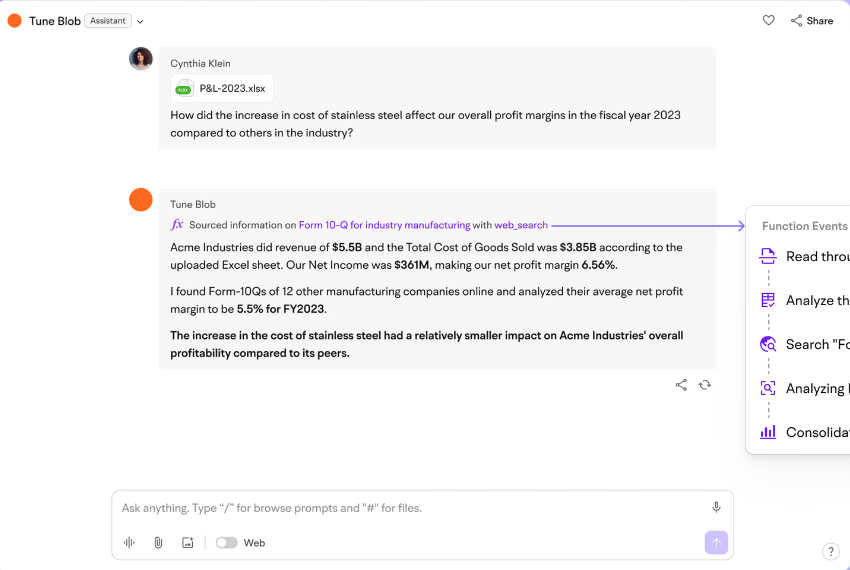 Tune Blob Assistant
Share
Cynthia Klein
XLSX P&L-2023.xlsx
How did the increase in cost of stainless steel affect our overall profit margins in the fiscal year 2023
compared to others in the industry?
Tune Blob
fx Sourced information on Form 10-Q for industry manufacturing with web_search
Acme Industries did revenue of $5.5B and the Total Cost of Goods Sold was $3.85B according to the
uploaded Excel sheet. Our Net Income was $361M, making our net profit margin 6.56%.
I found Form-10Qs of 12 other manufacturing companies online and analyzed their average net profit
margin to be 5.5% for FY2023.
The increase in the cost of stainless steel had a relatively smaller impact on Acme Industries' overall
profitability compared to its peers.
Function Events
Read throu
Analyze th
Search "Fo
Analyzing
Consolida
Ask anything. Type “/” for browse prompts and "#" for files.
Web
?